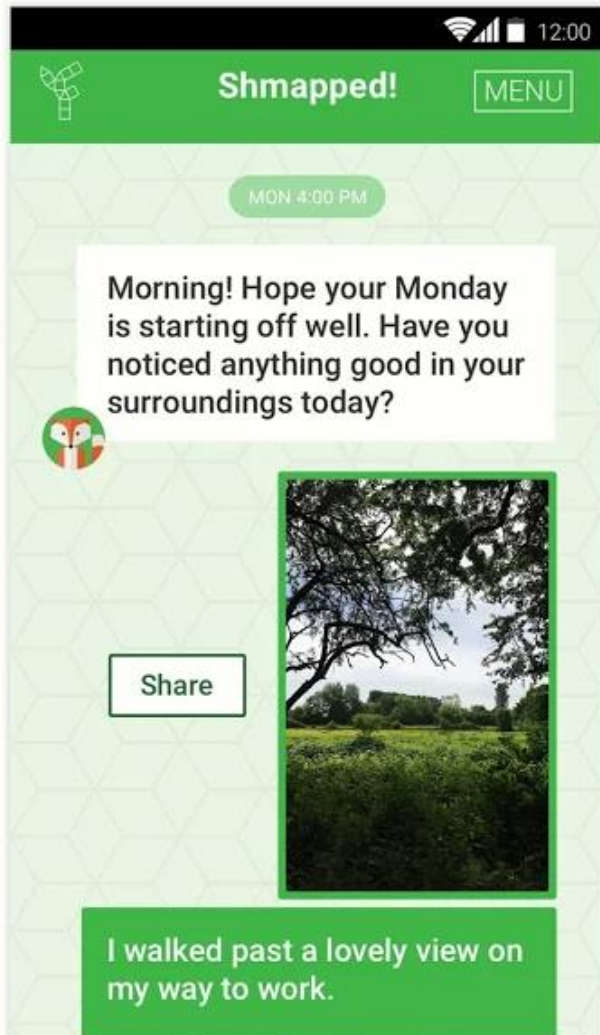 12:00
Shmapped!
MENU
MON 4:00 PM
Morning! Hope your Monday
is starting off well. Have you
noticed anything good in your
surroundings today?
Share
I walked past a lovely view on
my way to work.